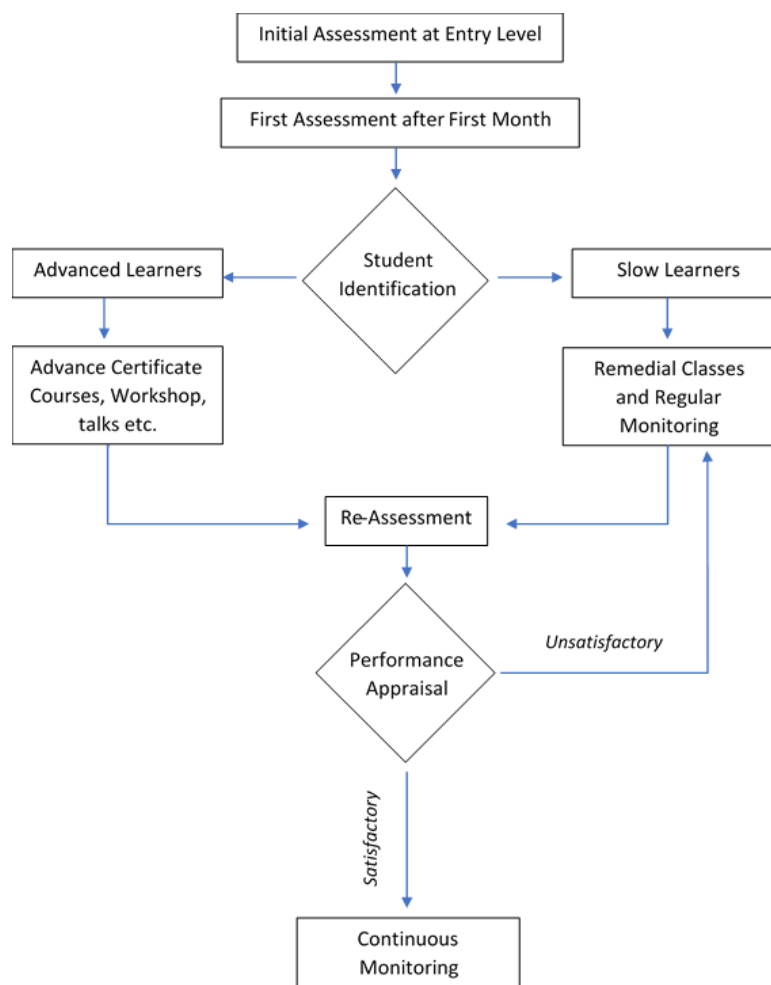 Initial Assessment at Entry Level
First Assessment after First Month
Student
Identification
Advanced Learners
Slow Learners
Advance Certificate
Courses, Workshop,
talks etc.
Remedial Classes
and Regular
Monitoring
Re-Assessment
Performance
Appraisal
Unsatisfactory
Satisfactory
Continuous
Monitoring